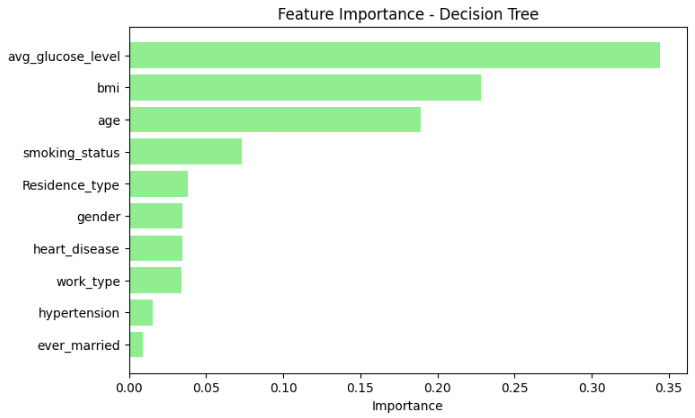 Feature Importance - Decision Tree
avg_glucose_level
bmi
age
smoking_status
Residence_type
gender
heart_disease
work_type
hypertension
ever_married
0.00 0.05 0.10 0.15 0.20 0.25 0.30 0.35
Importance